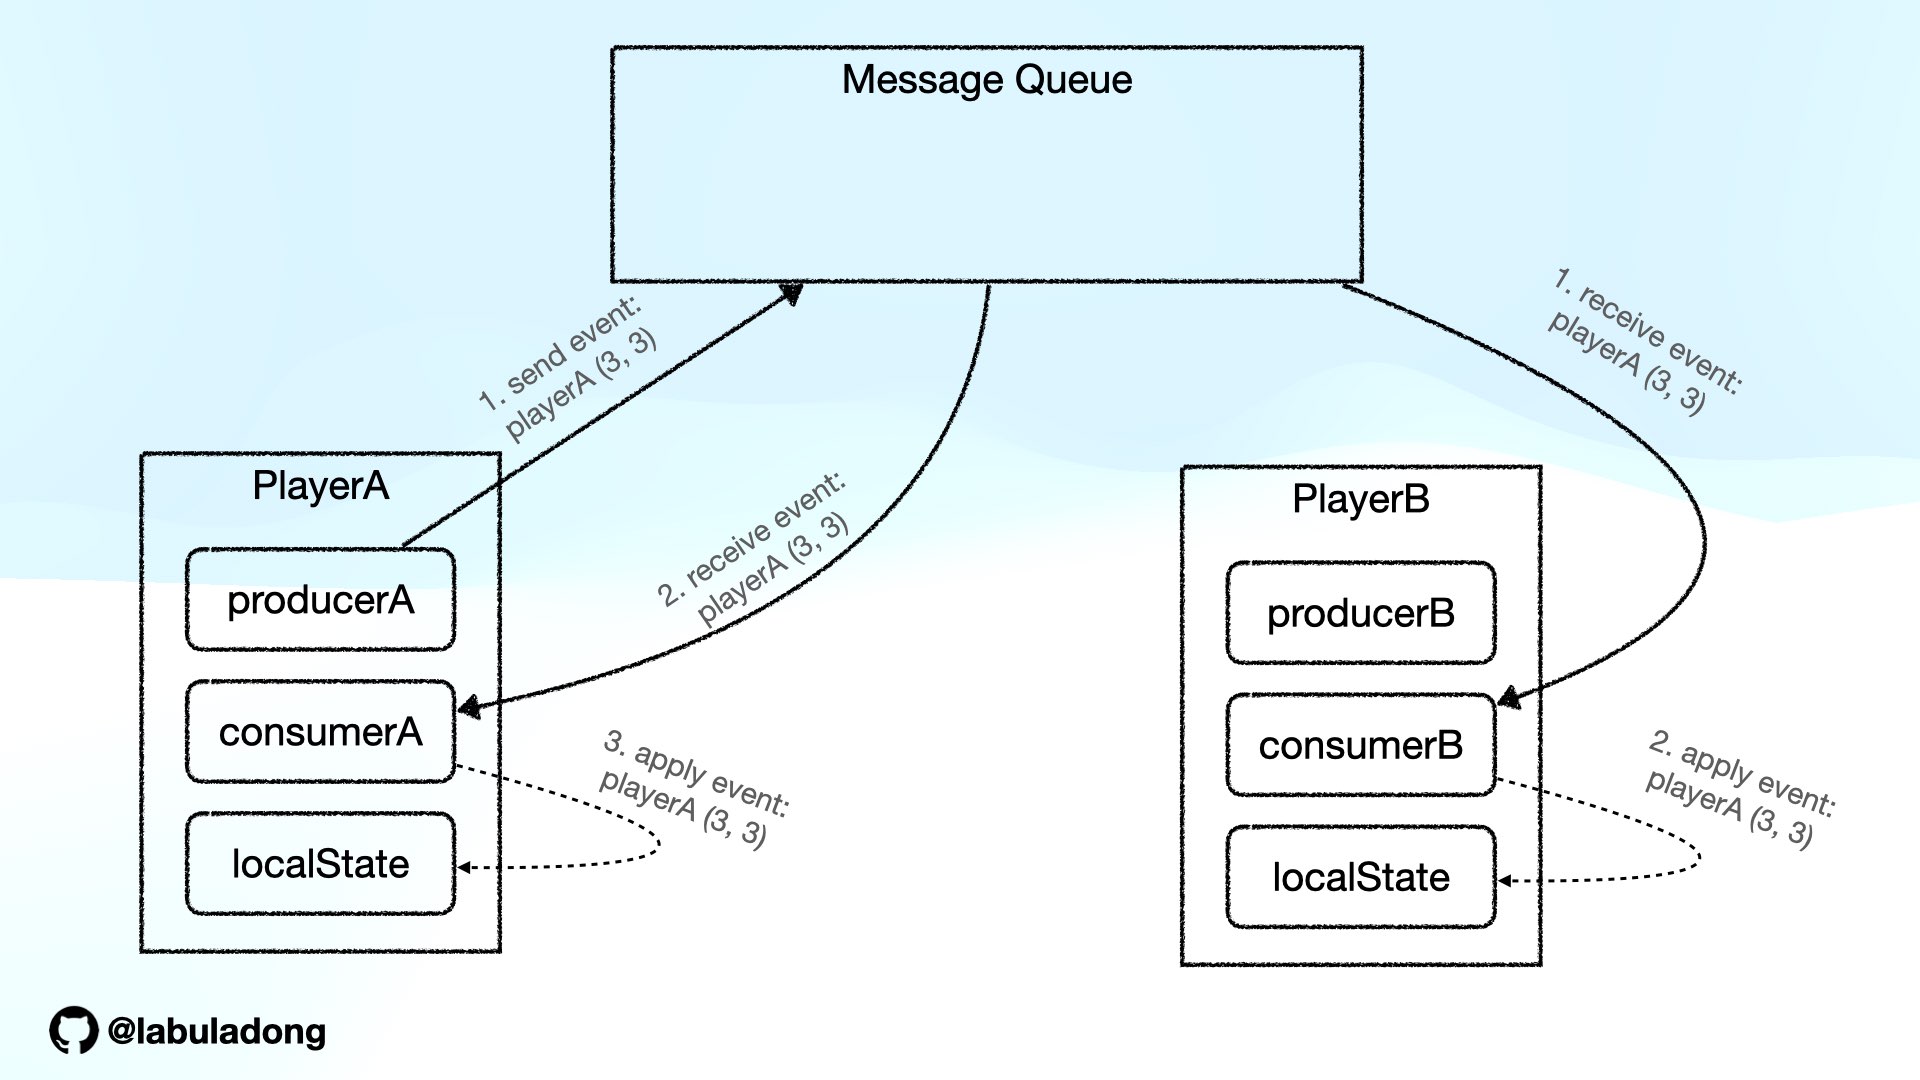 Message Queue
1. send event:
playerA (3, 3)
1. receive event:
playerA (3, 3)
2. receive event:
playerA (3, 3)
PlayerA
producerA
consumerA
localState
3. apply event:
playerA (3, 3)
PlayerB
producerB
consumerB
localState
2. apply event:
playerA (3, 3)
@labuladong